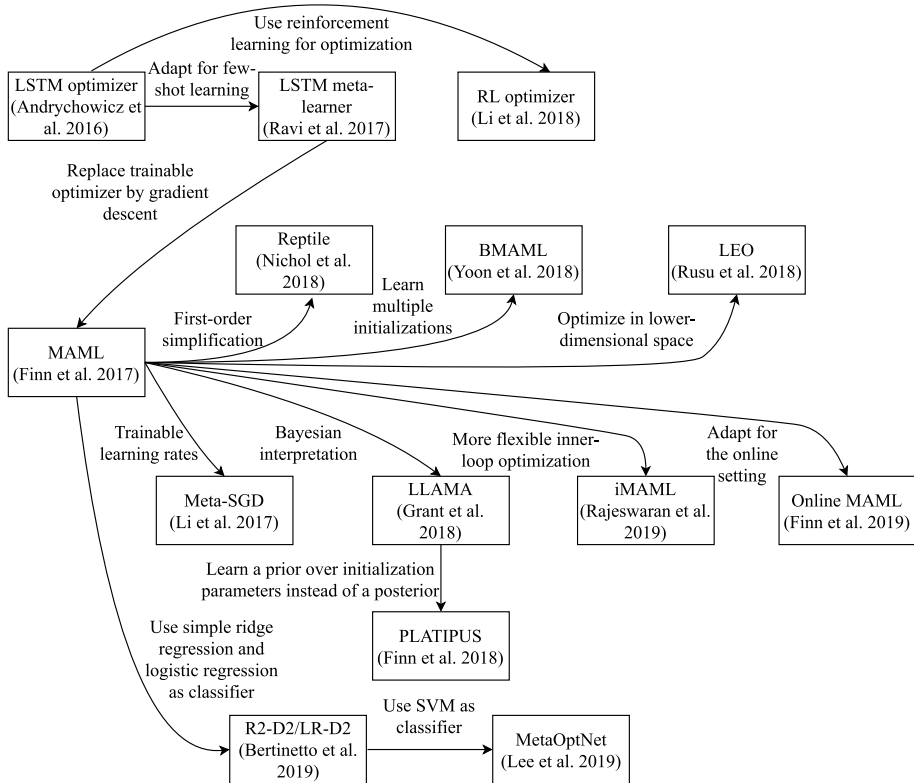 Use reinforcement
learning for optimization
LSTM optimizer
(Andrychowicz et
al. 2016)
Adapt for few-
shot learning
LSTM meta-
learner
(Ravi et al. 2017)
RL optimizer
(Li et al. 2018)
Replace trainable
optimizer by gradient
descent
Reptile
(Nichol et al.
2018)
BMAML
(Yoon et al. 2018)
LEO
(Rusu et al. 2018)
First-order
simplification
Learn
multiple
initializations
Optimize in lower-
dimensional space
MAML
(Finn et al. 2017)
Trainable
learning rates
Bayesian
interpretation
More flexible inner-
loop optimization
Adapt for
the online
setting
Meta-SGD
(Li et al. 2017)
LLAMA
(Grant et al.
2018)
iMAML
(Rajeswaran et al.
2019)
Online MAML
(Finn et al. 2019)
Learn a prior over initialization
parameters instead of a posterior
PLATIPUS
(Finn et al. 2018)
Use simple ridge
regression and
logistic regression
as classifier
R2-D2/LR-D2
(Bertinetto et al.
2019)
Use SVM as
classifier
MetaOptNet
(Lee et al. 2019)